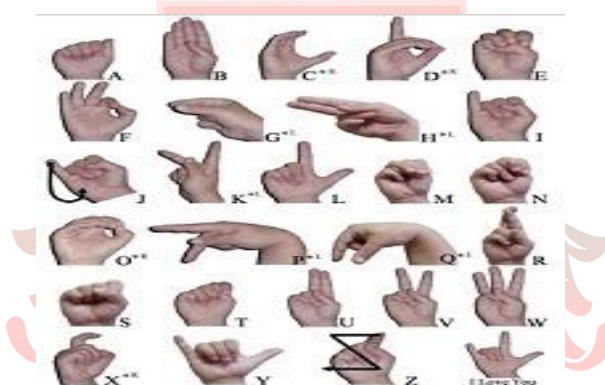 A B C*R D*R E
F G*L H*L I
J K*L L M N
O*R P*L Q*L R
S T U V W
X*R Y Z I Love You